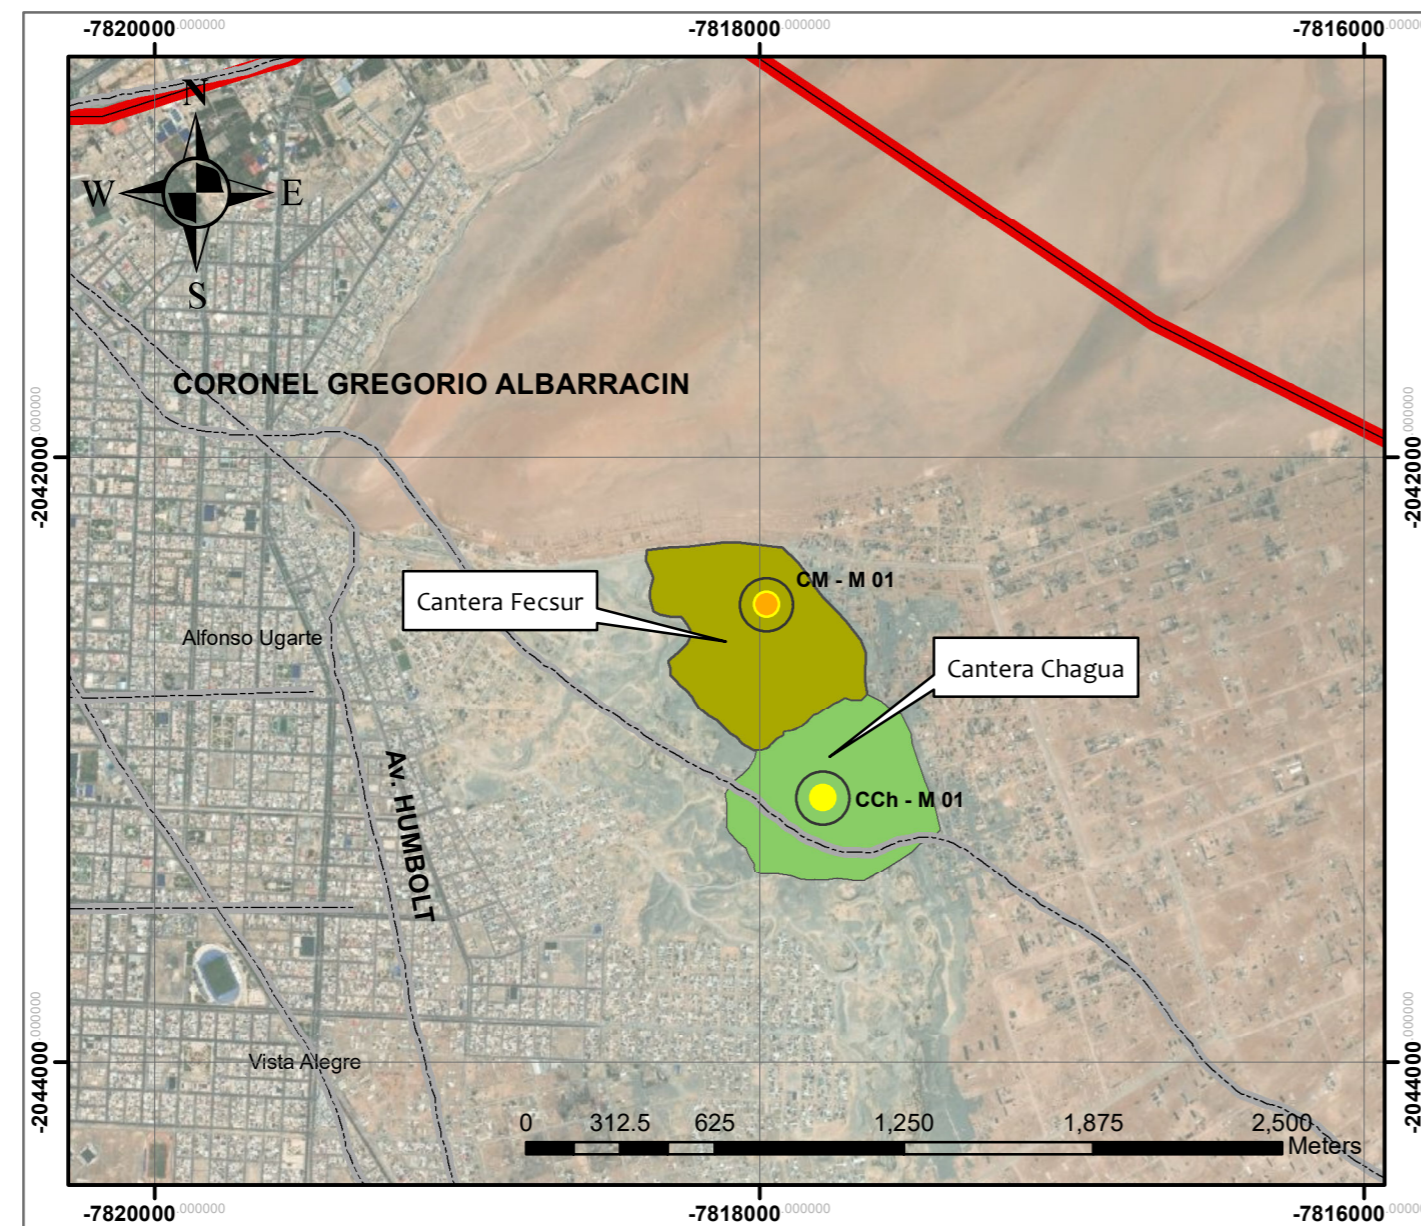 -7820000.000000 -7818000.000000 -7816000.00000
N
W E
S
CORONEL GREGORIO ALBARRACIN
-2042000.000000 -2042000.000000
CM - M 01
Cantera Fecsur
Alfonso Ugarte
Cantera Chagua
Av. HUMBOLT
CCh - M 01
-2044000.000000 -2044000.000000
Vista Alegre
0 312.5 625 1,250 1,875 2,500
Meters
-7820000.000000 -7818000.000000 -7816000.00000